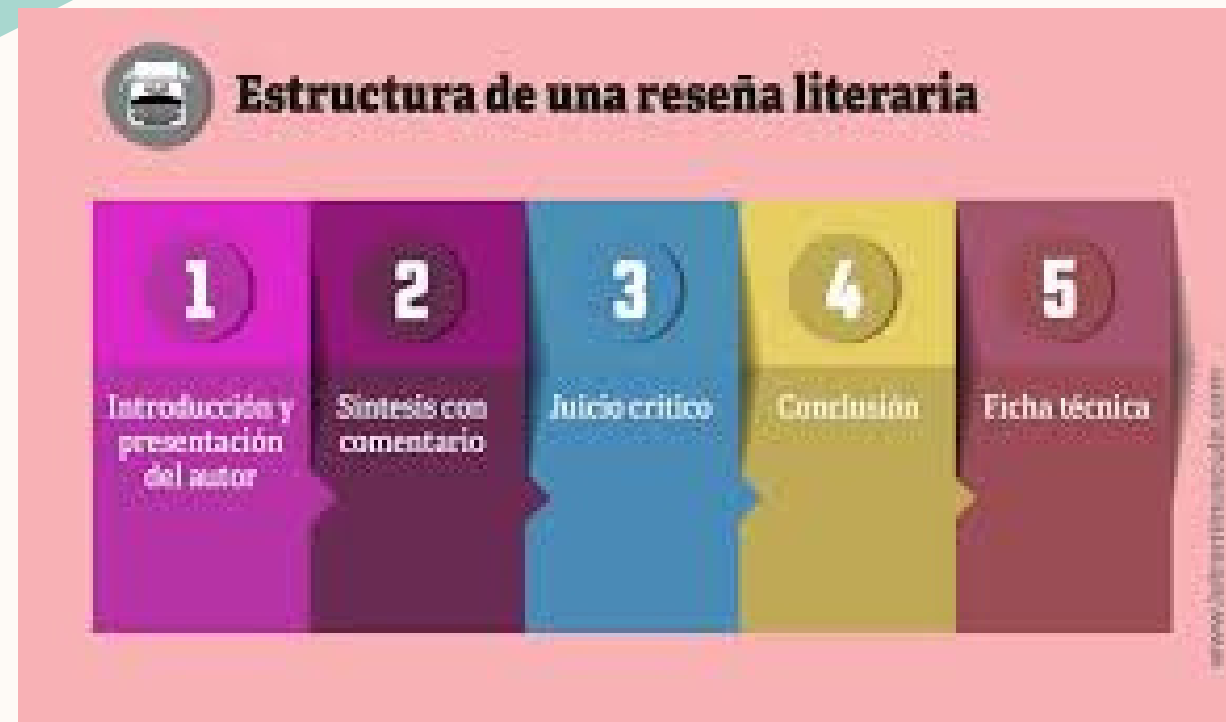 Estructura de una reseña literaria
1
Introducción y
presentación
del autor
2
Síntesis con
comentario
3
Juicio crítico
4
Conclusión
5
Ficha técnica